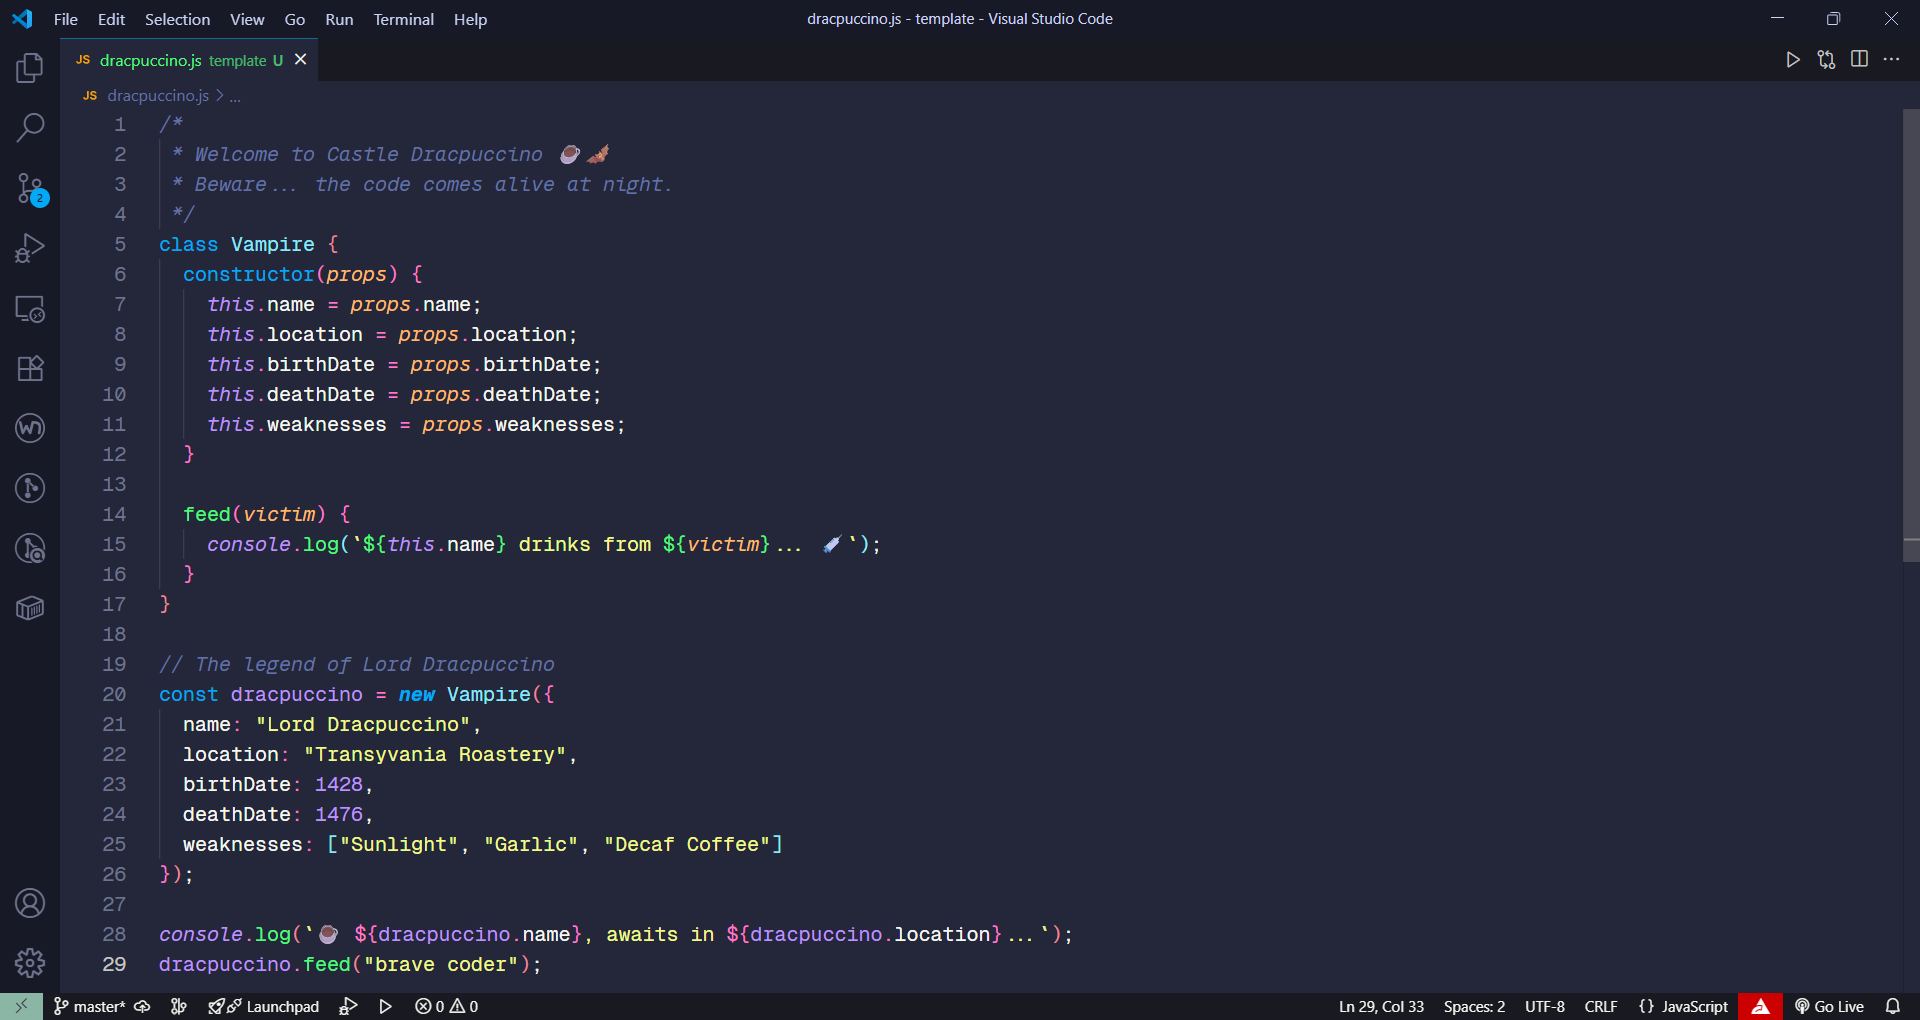 File Edit Selection View Go Run Terminal Help dracpuccino.js - template - Visual Studio Code
JS dracpuccino.js template U
JS dracpuccino.js > ...
1 /*
2 * Welcome to Castle Dracpuccino ☕🥐
3 * Beware... the code comes alive at night.
4 */
5 class Vampire {
6 constructor(props) {
7 this.name = props.name;
8 this.location = props.location;
9 this.birthDate = props.birthDate;
10 this.deathDate = props.deathDate;
11 this.weaknesses = props.weaknesses;
12 }
13
14 feed(victim) {
15 console.log(`${this.name} drinks from ${victim}... 💉`);
16 }
17 }
18
19 // The legend of Lord Dracpuccino
20 const dracpuccino = new Vampire({
21 name: "Lord Dracpuccino",
22 location: "Transyvania Roastery",
23 birthDate: 1428,
24 deathDate: 1476,
25 weaknesses: ["Sunlight", "Garlic", "Decaf Coffee"]
26 });
27
28 console.log(`☕ ${dracpuccino.name}, awaits in ${dracpuccino.location}...`);
29 dracpuccino.feed("brave coder");
2
master* Launchpad 0 0 Ln 29, Col 33 Spaces: 2 UTF-8 CRLF {} JavaScript Go Live